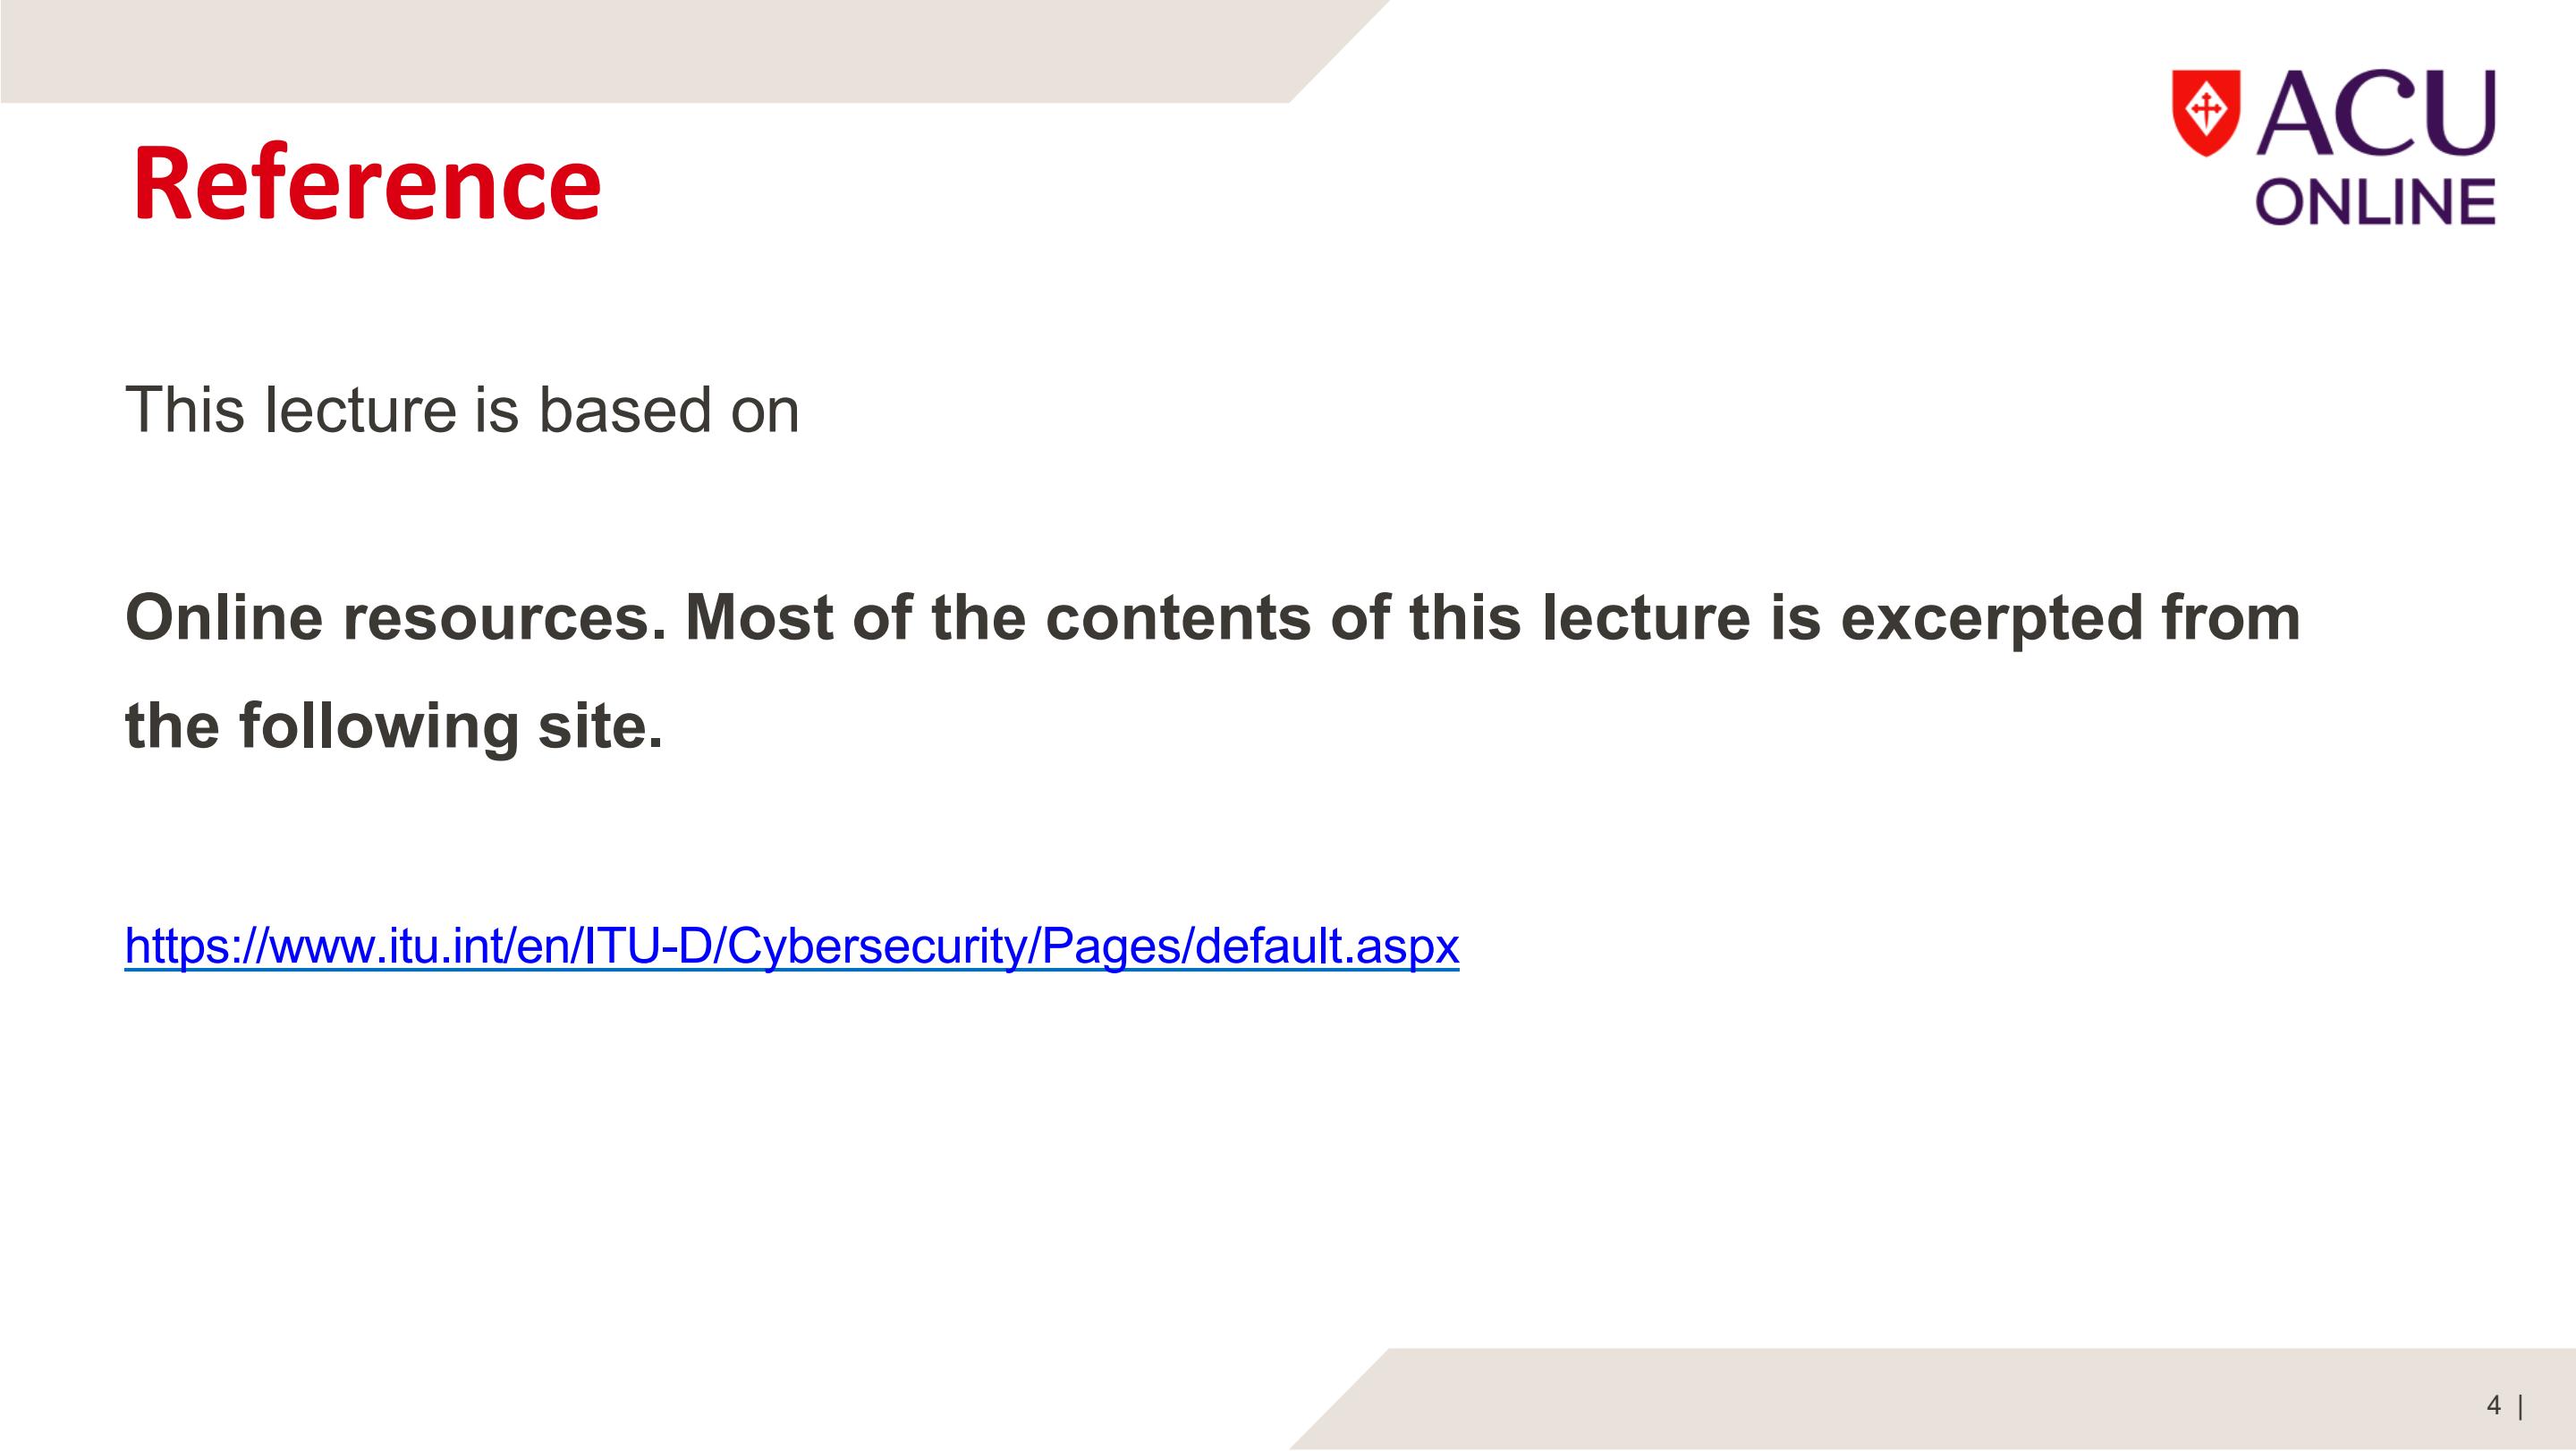 ACU
ONLINE
Reference
This lecture is based on
Online resources. Most of the contents of this lecture is excerpted from
the following site.
https://www.itu.int/en/ITU-D/Cybersecurity/Pages/default.aspx
4 |